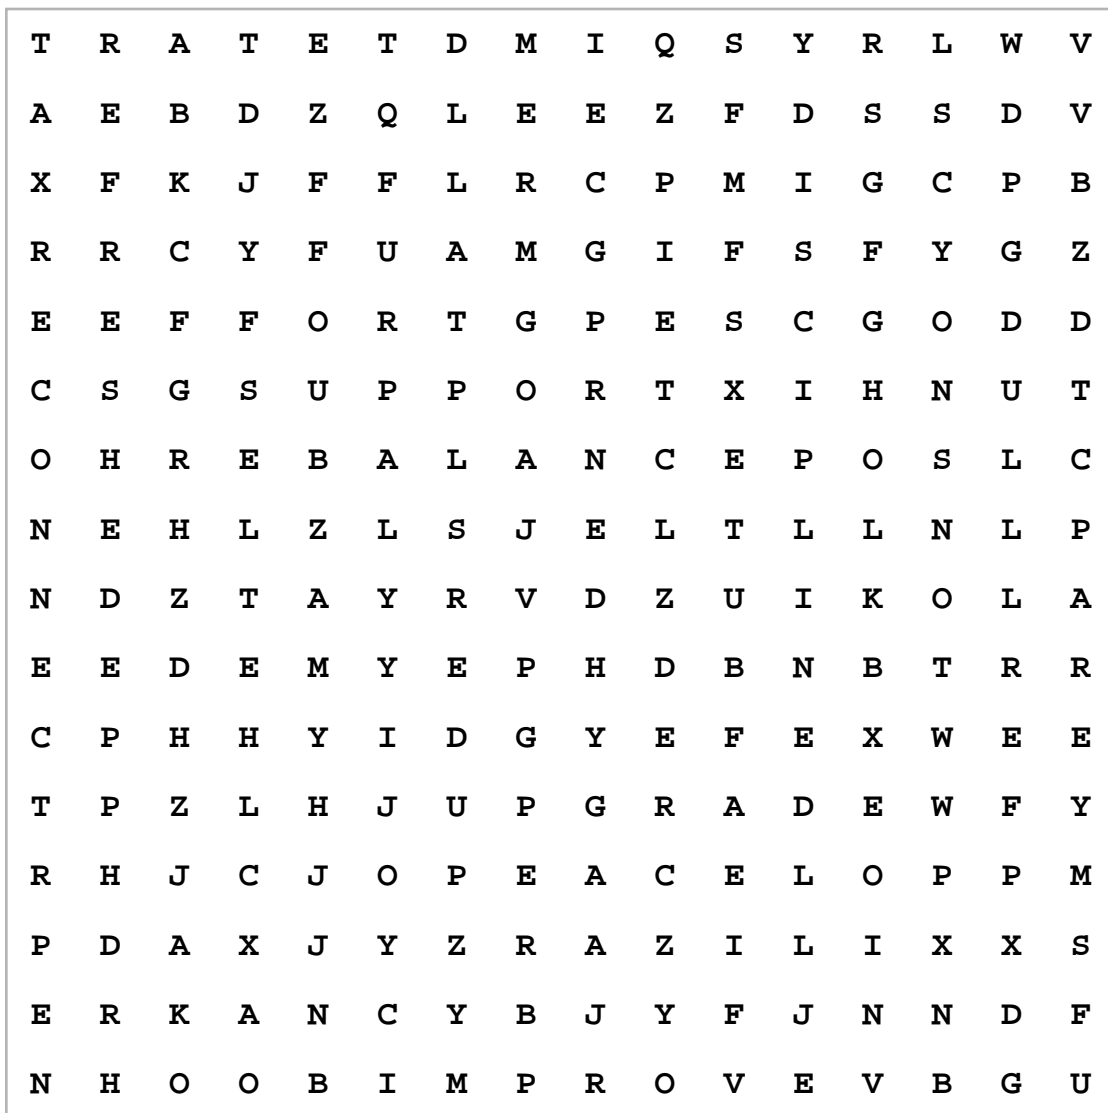 T R A T E T D M I Q S Y R L W V
A E B D Z Q L E E Z F D S S D V
X F K J F F L R C P M I G C P B
R R C Y F U A M G I F S F Y G Z
E E F F O R T G P E S C G O D D
C S G S U P P O R T X I H N U T
O H R E B A L A N C E P O S L C
N E H L Z L S J E L T L L N L P
N D Z T A Y R V D Z U I K O L A
E E D E M Y E P H D B N B T R R
C P H H Y I D G Y E F E X W E E
T P Z L H J U P G R A D E W F Y
R H J C J O P E A C E L O P P M
P D A X J Y Z R A Z I L I X X S
E R K A N C Y B J Y F J N N D F
N H O O B I M P R O V E V B G U